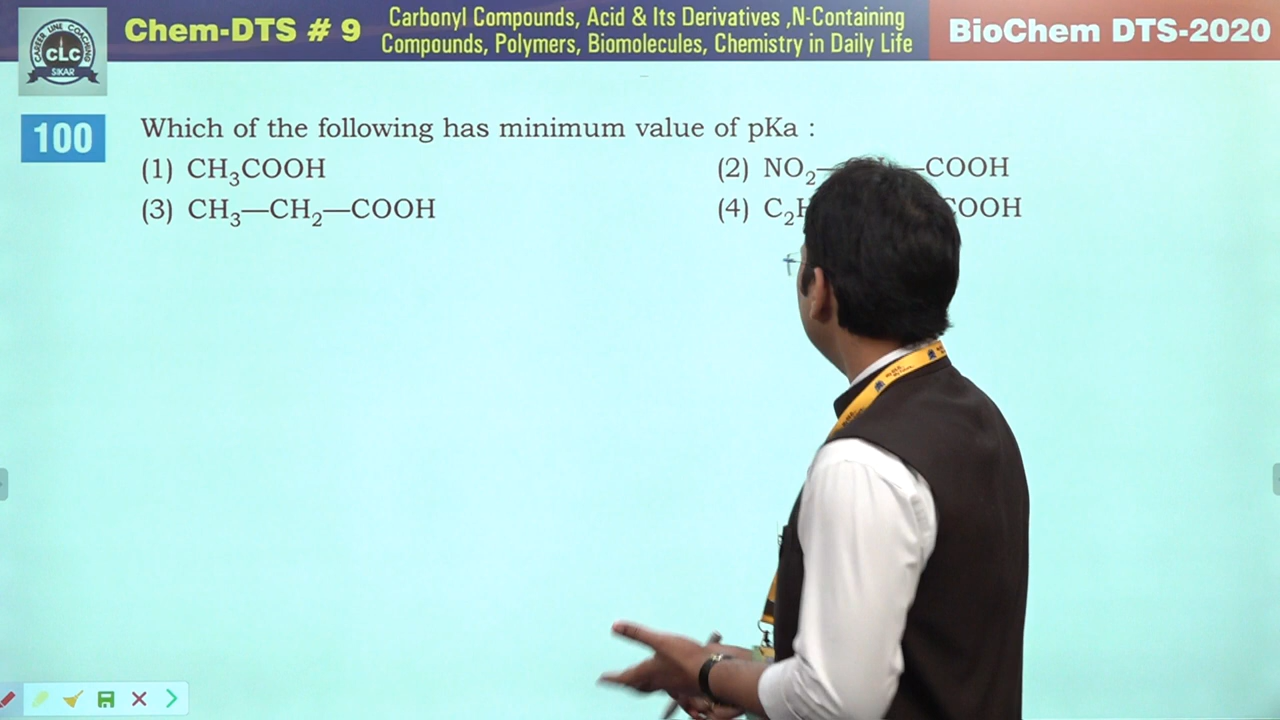 CAREER LINE COACHING
CLC
SIKAR
Chem-DTS # 9
Carbonyl Compounds, Acid & Its Derivatives ,N-Containing
Compounds, Polymers, Biomolecules, Chemistry in Daily Life
BioChem DTS-2020
100
Which of the following has minimum value of pKa :
(1) CH₃COOH
(2) NO₂— —COOH
(3) CH₃—CH₂—COOH
(4) C₂H COOH